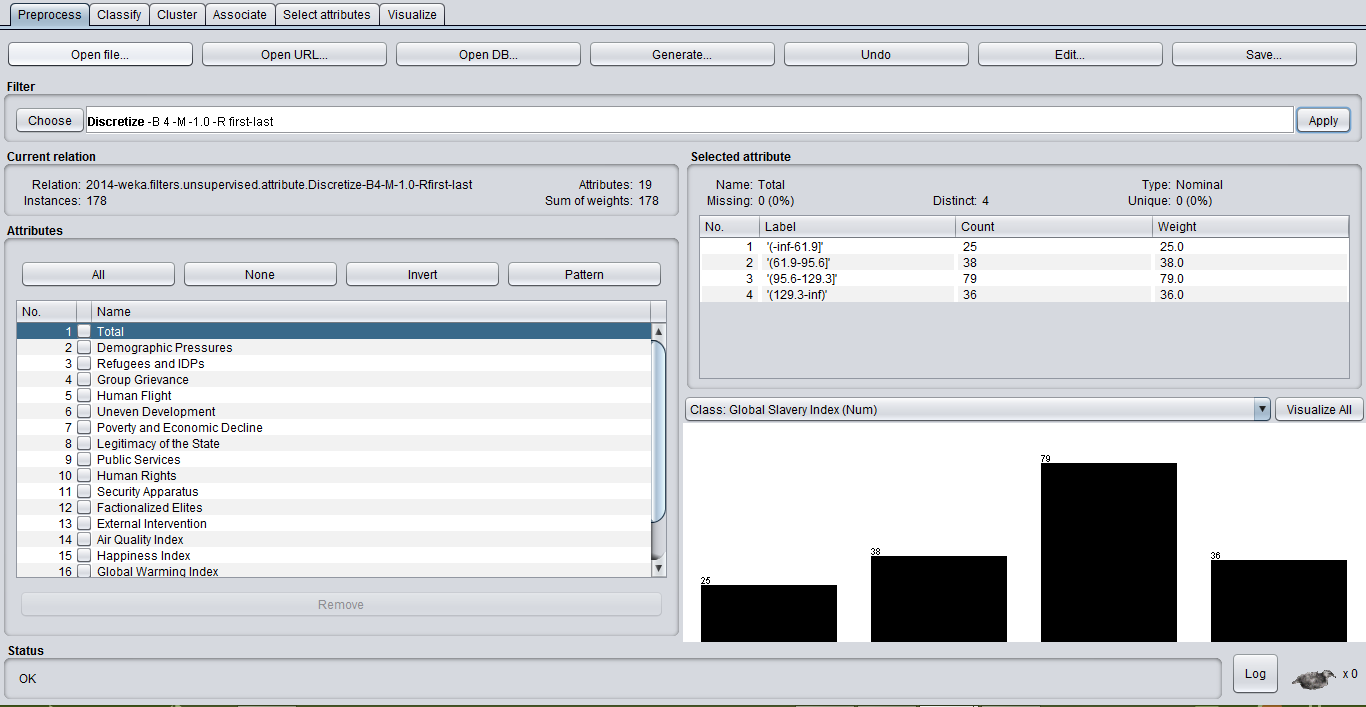 Preprocess Classify Cluster Associate Select attributes Visualize
Open file... Open URL... Open DB... Generate... Undo Edit... Save...
Filter
Choose Discretize -B 4 -M -1.0 -R first-last Apply
Current relation
Relation: 2014-weka.filters.unsupervised.attribute.Discretize-B4-M-1.0-Rfirst-last Attributes: 19
Instances: 178 Sum of weights: 178
Attributes
All None Invert Pattern
No. Name
1 Total
2 Demographic Pressures
3 Refugees and IDPs
4 Group Grievance
5 Human Flight
6 Uneven Development
7 Poverty and Economic Decline
8 Legitimacy of the State
9 Public Services
10 Human Rights
11 Security Apparatus
12 Factionalized Elites
13 External Intervention
14 Air Quality Index
15 Happiness Index
16 Global Warming Index
Remove
Selected attribute
Name: Total Type: Nominal
Missing: 0 (0%) Distinct: 4 Unique: 0 (0%)
No. Label Count Weight
1 '(-inf-61.9]' 25 25.0
2 '(61.9-95.6]' 38 38.0
3 '(95.6-129.3]' 79 79.0
4 '(129.3-inf)' 36 36.0
Class: Global Slavery Index (Num) Visualize All
25 38 79 36
Status
OK
Log x 0